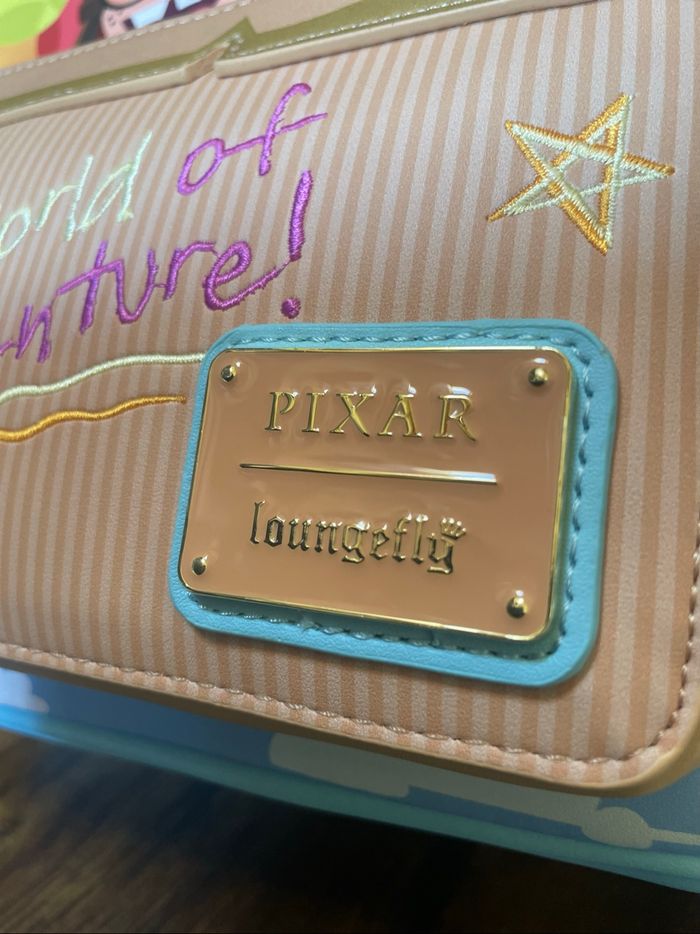 orld of
nture!
PIXAR
loungefly